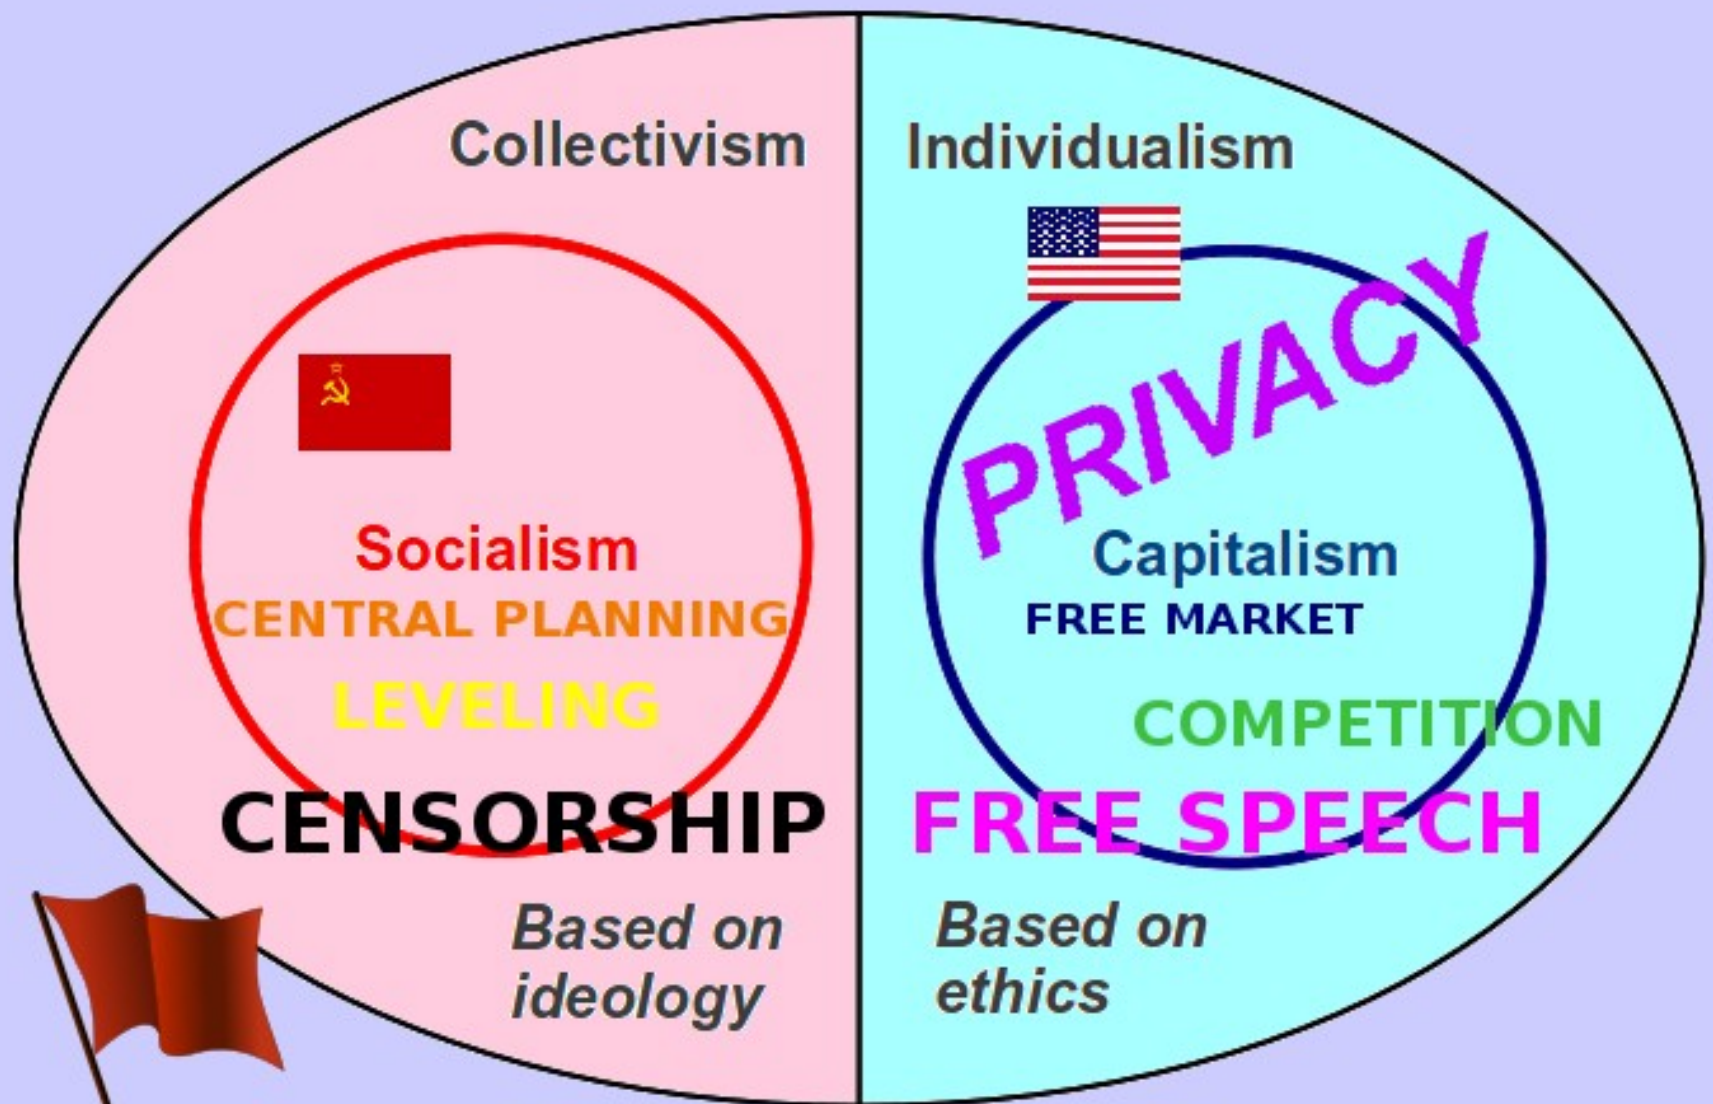 Collectivism
Socialism
CENTRAL PLANNING
LEVELING
CENSORSHIP
Based on
ideology
Individualism
PRIVACY
Capitalism
FREE MARKET
COMPETITION
FREE SPEECH
Based on
ethics